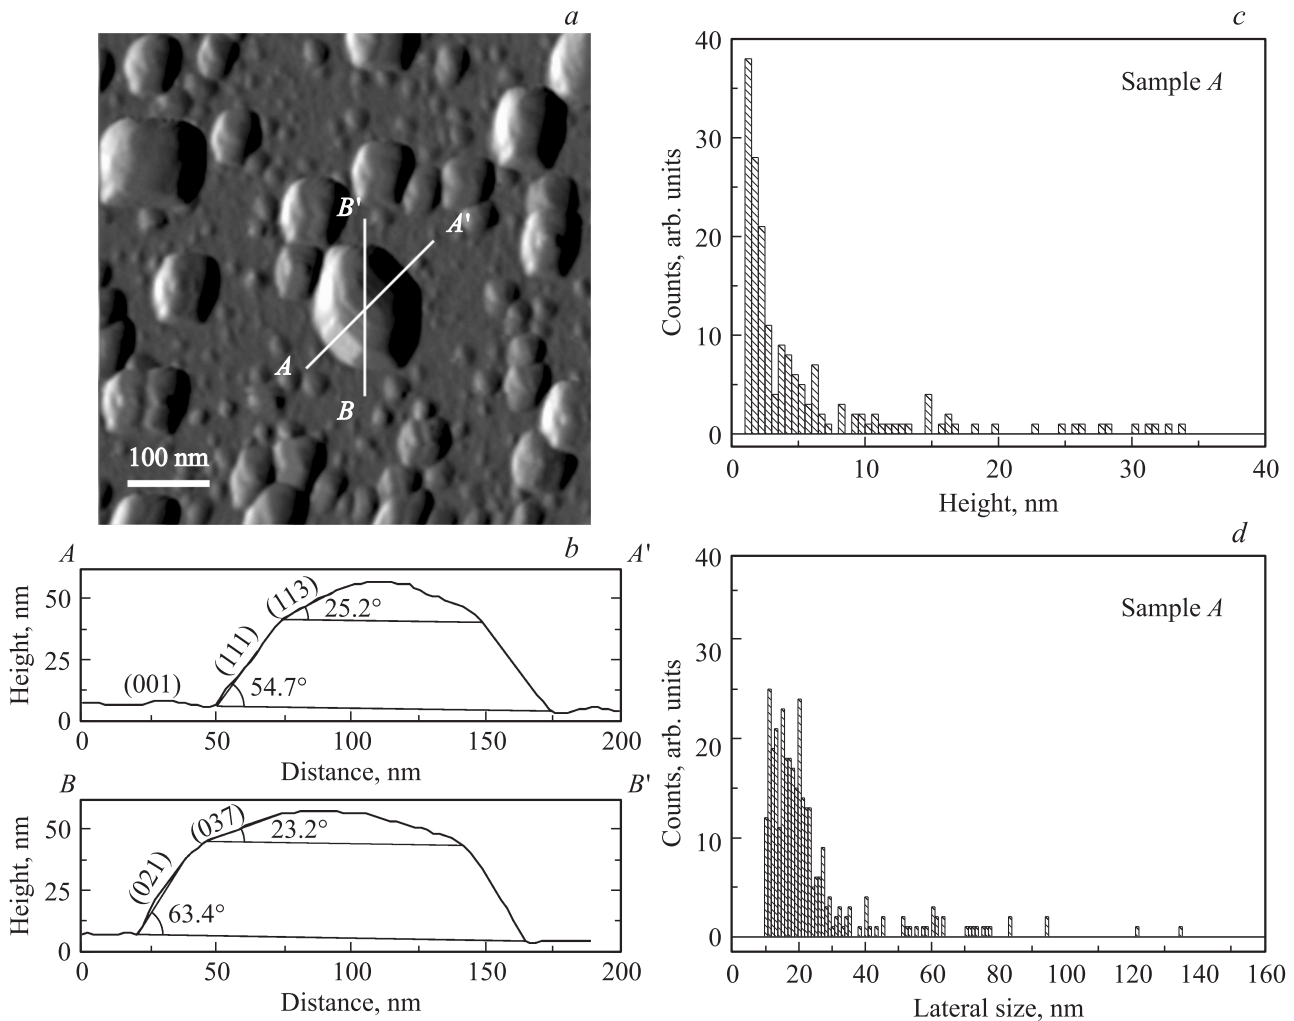 a
B'
A'
A
B
100 nm
A
b
A'
50
25
0
Height, nm
(001)
(111)
(113)
54.7°
25.2°
0
50
100
150
200
Distance, nm
B
B'
50
25
0
Height, nm
(021)
(037)
63.4°
23.2°
0
50
100
150
200
Distance, nm
c
40
30
20
10
0
Counts, arb. units
Sample A
0
10
20
30
40
Height, nm
d
40
30
20
10
0
Counts, arb. units
Sample A
0
20
40
60
80
100
120
140
160
Lateral size, nm